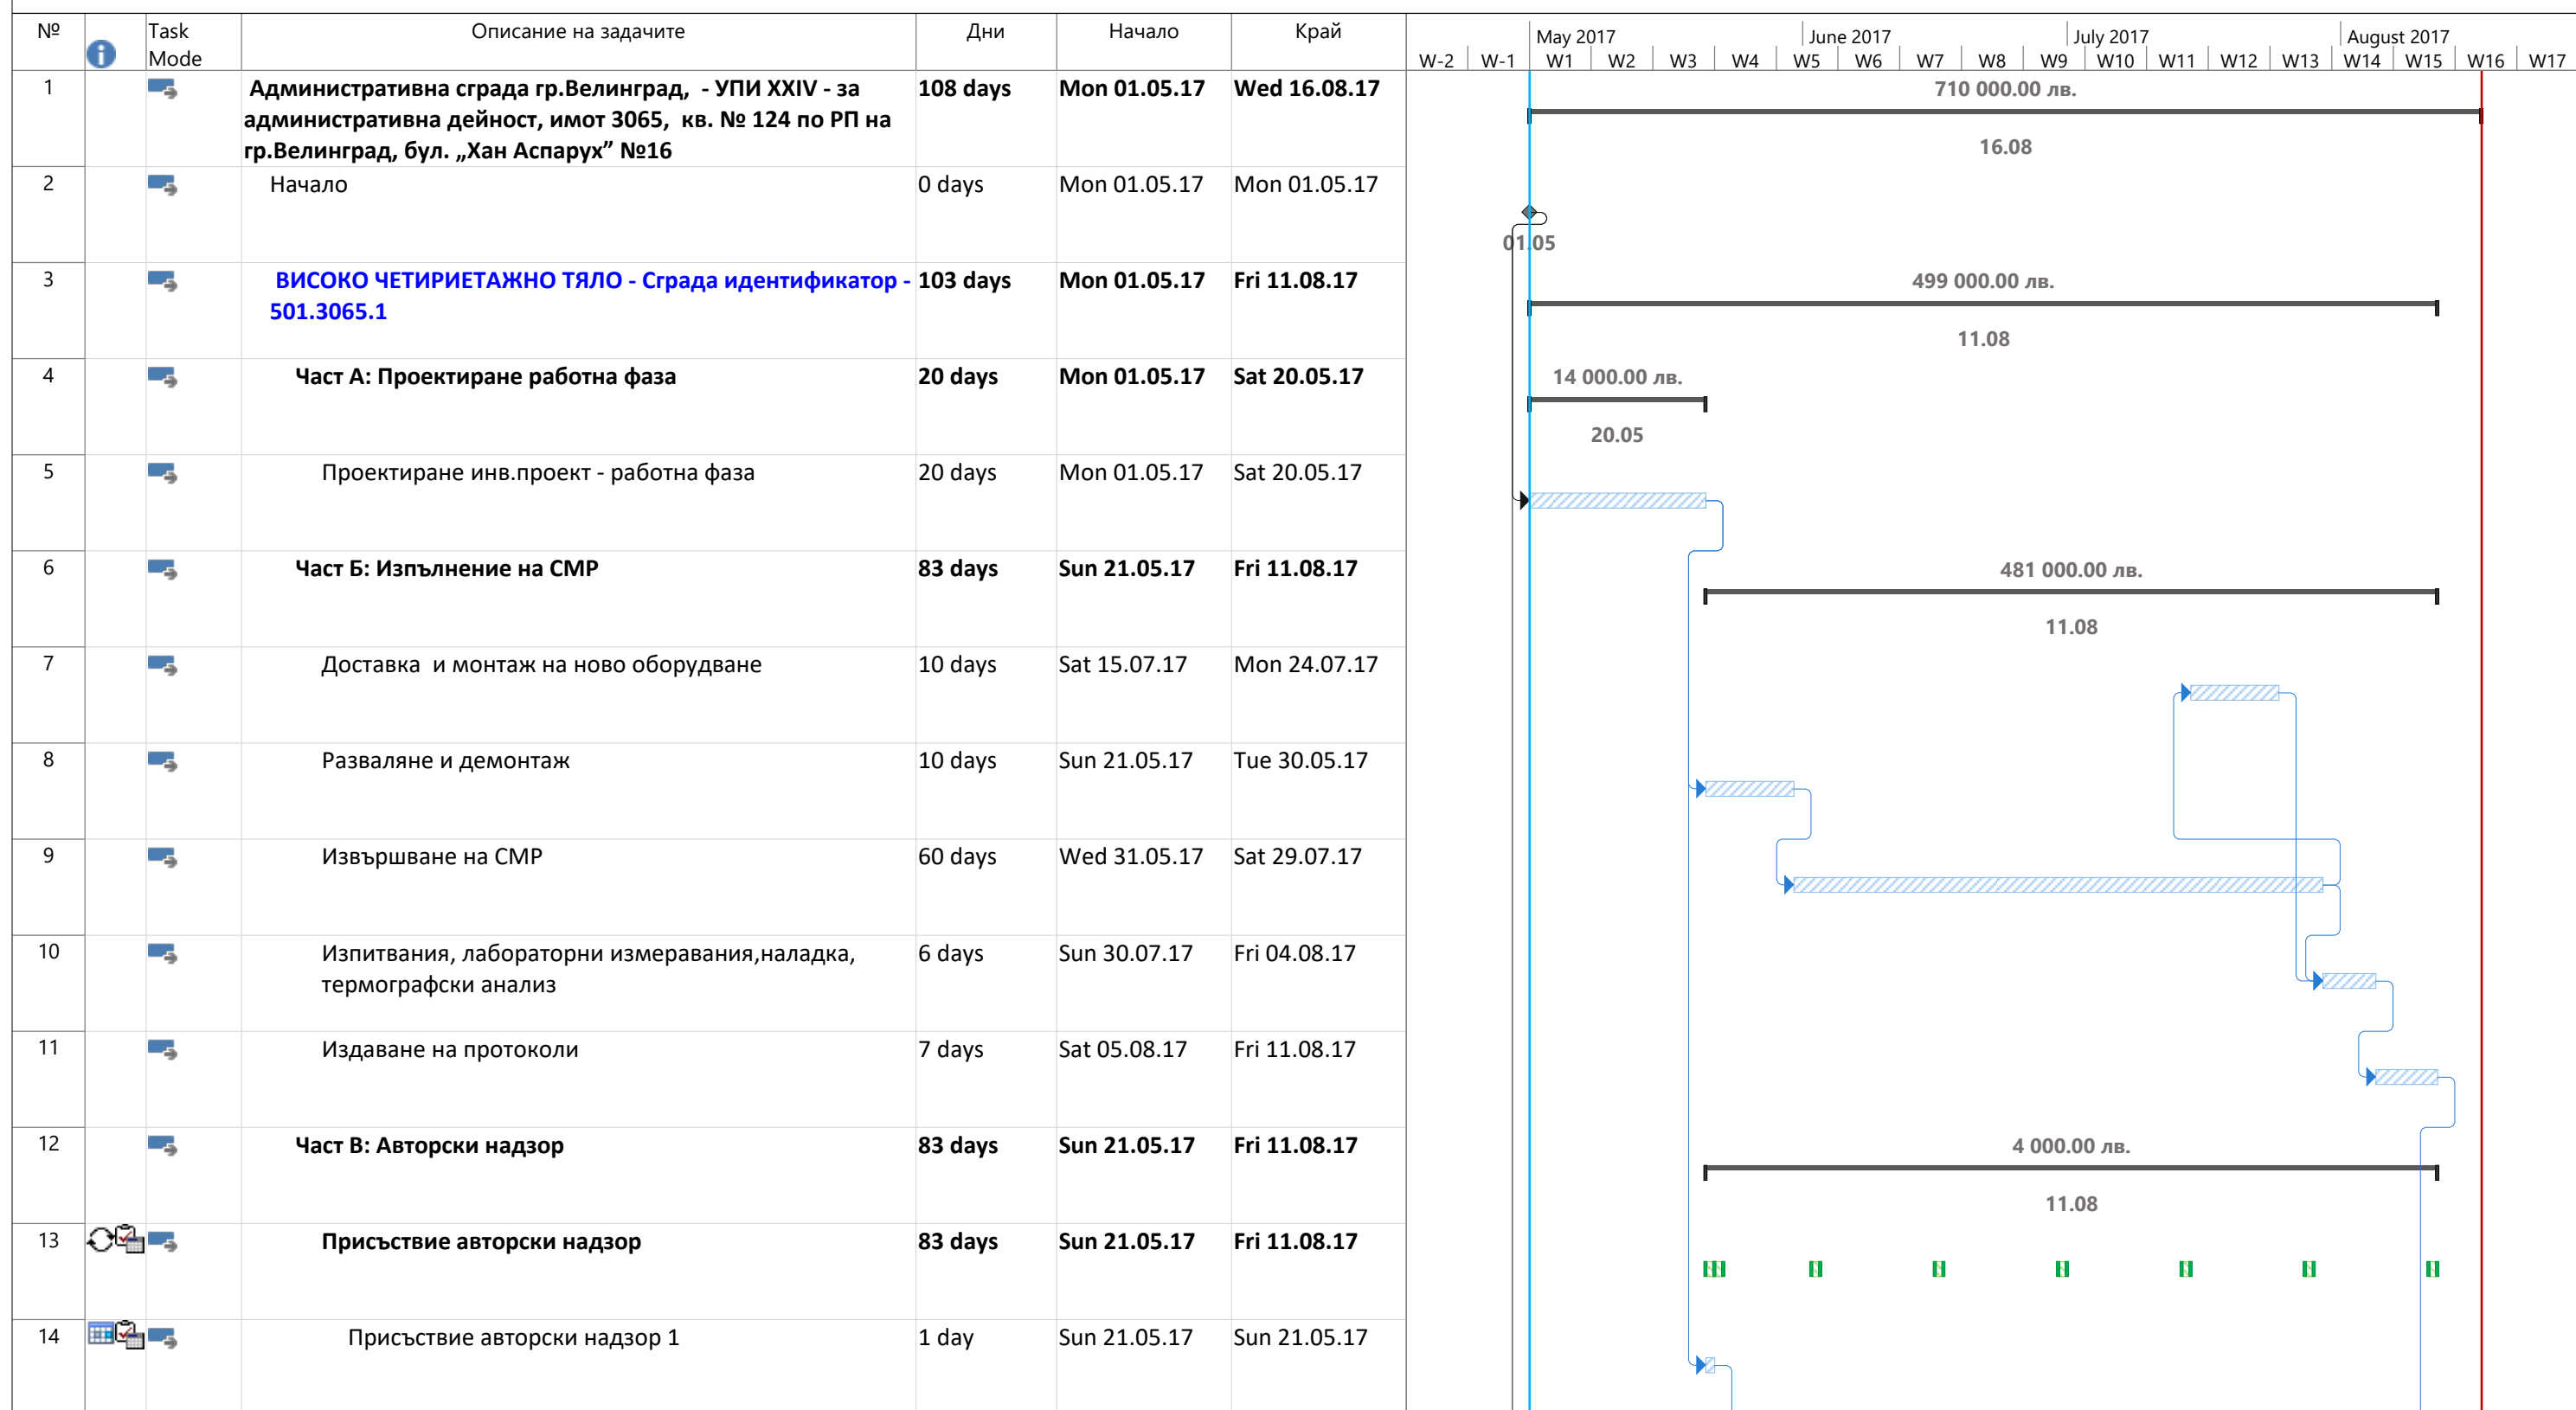 № Task Mode Описание на задачите Дни Начало Край
May 2017 June 2017 July 2017 August 2017
W-2 W-1 W1 W2 W3 W4 W5 W6 W7 W8 W9 W10 W11 W12 W13 W14 W15 W16 W17
1 Административна сграда гр.Велинград, - УПИ XXIV - за 108 days Mon 01.05.17 Wed 16.08.17 710 000.00 лв.
административна дейност, имот 3065, кв. № 124 по РП на
гр.Велинград, бул. „Хан Аспарух” №16 16.08
2 Начало 0 days Mon 01.05.17 Mon 01.05.17
01.05
3 ВИСОКО ЧЕТИРИЕТАЖНО ТЯЛО - Сграда идентификатор - 103 days Mon 01.05.17 Fri 11.08.17 499 000.00 лв.
501.3065.1
11.08
4 Част А: Проектиране работна фаза 20 days Mon 01.05.17 Sat 20.05.17 14 000.00 лв.
20.05
5 Проектиране инв.проект - работна фаза 20 days Mon 01.05.17 Sat 20.05.17
6 Част Б: Изпълнение на СМР 83 days Sun 21.05.17 Fri 11.08.17 481 000.00 лв.
11.08
7 Доставка и монтаж на ново оборудване 10 days Sat 15.07.17 Mon 24.07.17
8 Разваляне и демонтаж 10 days Sun 21.05.17 Tue 30.05.17
9 Извършване на СМР 60 days Wed 31.05.17 Sat 29.07.17
10 Изпитвания, лабораторни измеравания,наладка, 6 days Sun 30.07.17 Fri 04.08.17
термографски анализ
11 Издаване на протоколи 7 days Sat 05.08.17 Fri 11.08.17
12 Част В: Авторски надзор 83 days Sun 21.05.17 Fri 11.08.17 4 000.00 лв.
11.08
13 Присъствие авторски надзор 83 days Sun 21.05.17 Fri 11.08.17
14 Присъствие авторски надзор 1 1 day Sun 21.05.17 Sun 21.05.17